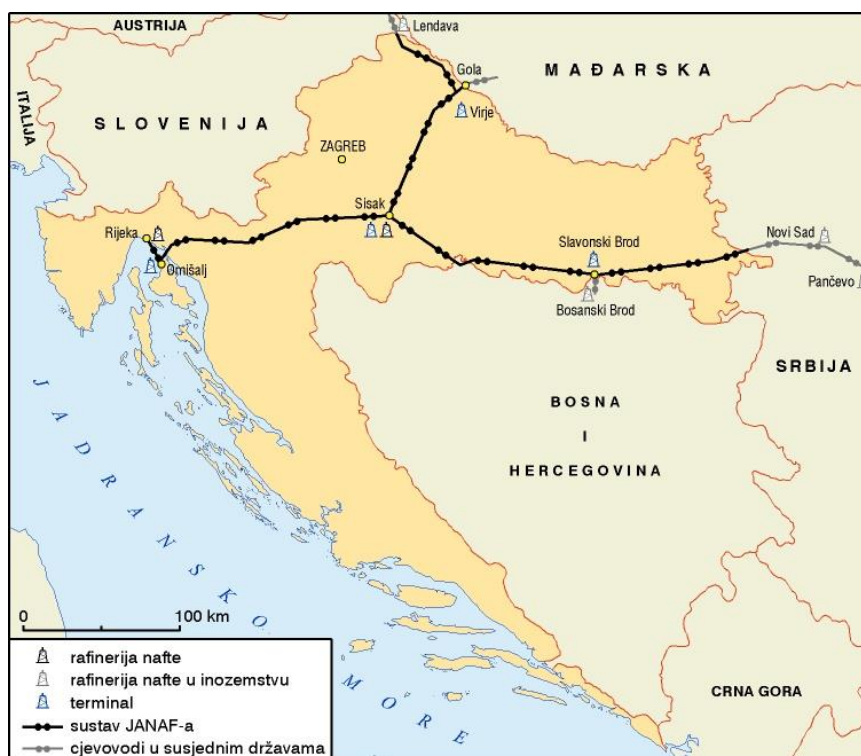 AUSTRIJA
Lendava
MAĐARSKA
Gola
ITALIJA
SLOVENIJA
Virje
ZAGREB
Sisak
Rijeka
Omišalj
Slavonski Brod
Novi Sad
Bosanski Brod
Pančevo
SRBIJA
BOSNA
I
HERCEGOVINA
JADRANSKO MORE
0 100 km
CRNA GORA
rafinerija nafte
rafinerija nafte u inozemstvu
terminal
sustav JANAF-a
cjevovodi u susjednim državama